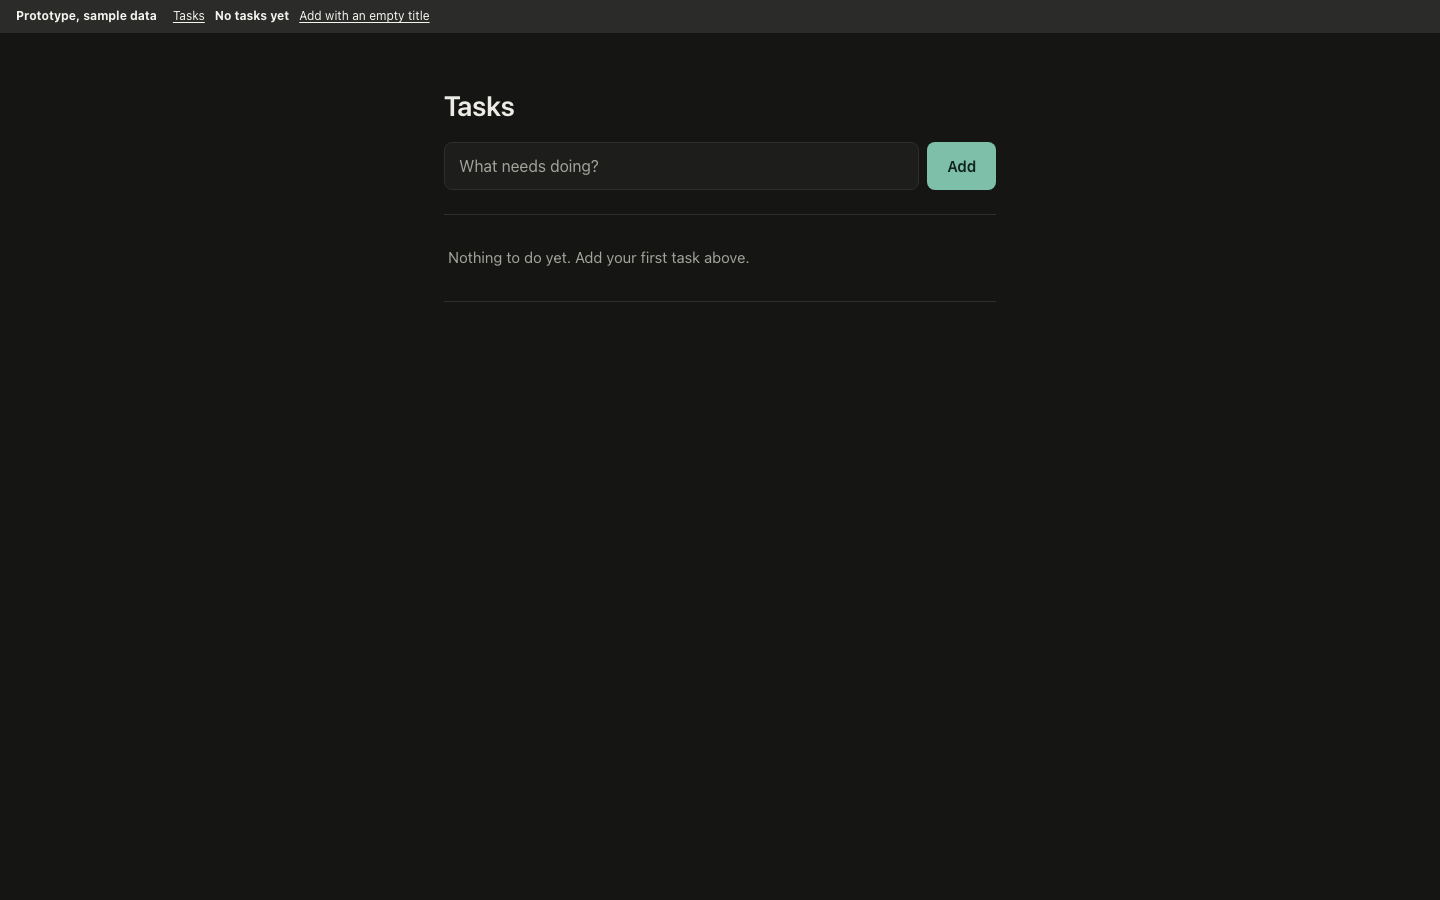 Prototype, sample data Tasks No tasks yet Add with an empty title
Tasks
What needs doing? Add
Nothing to do yet. Add your first task above.